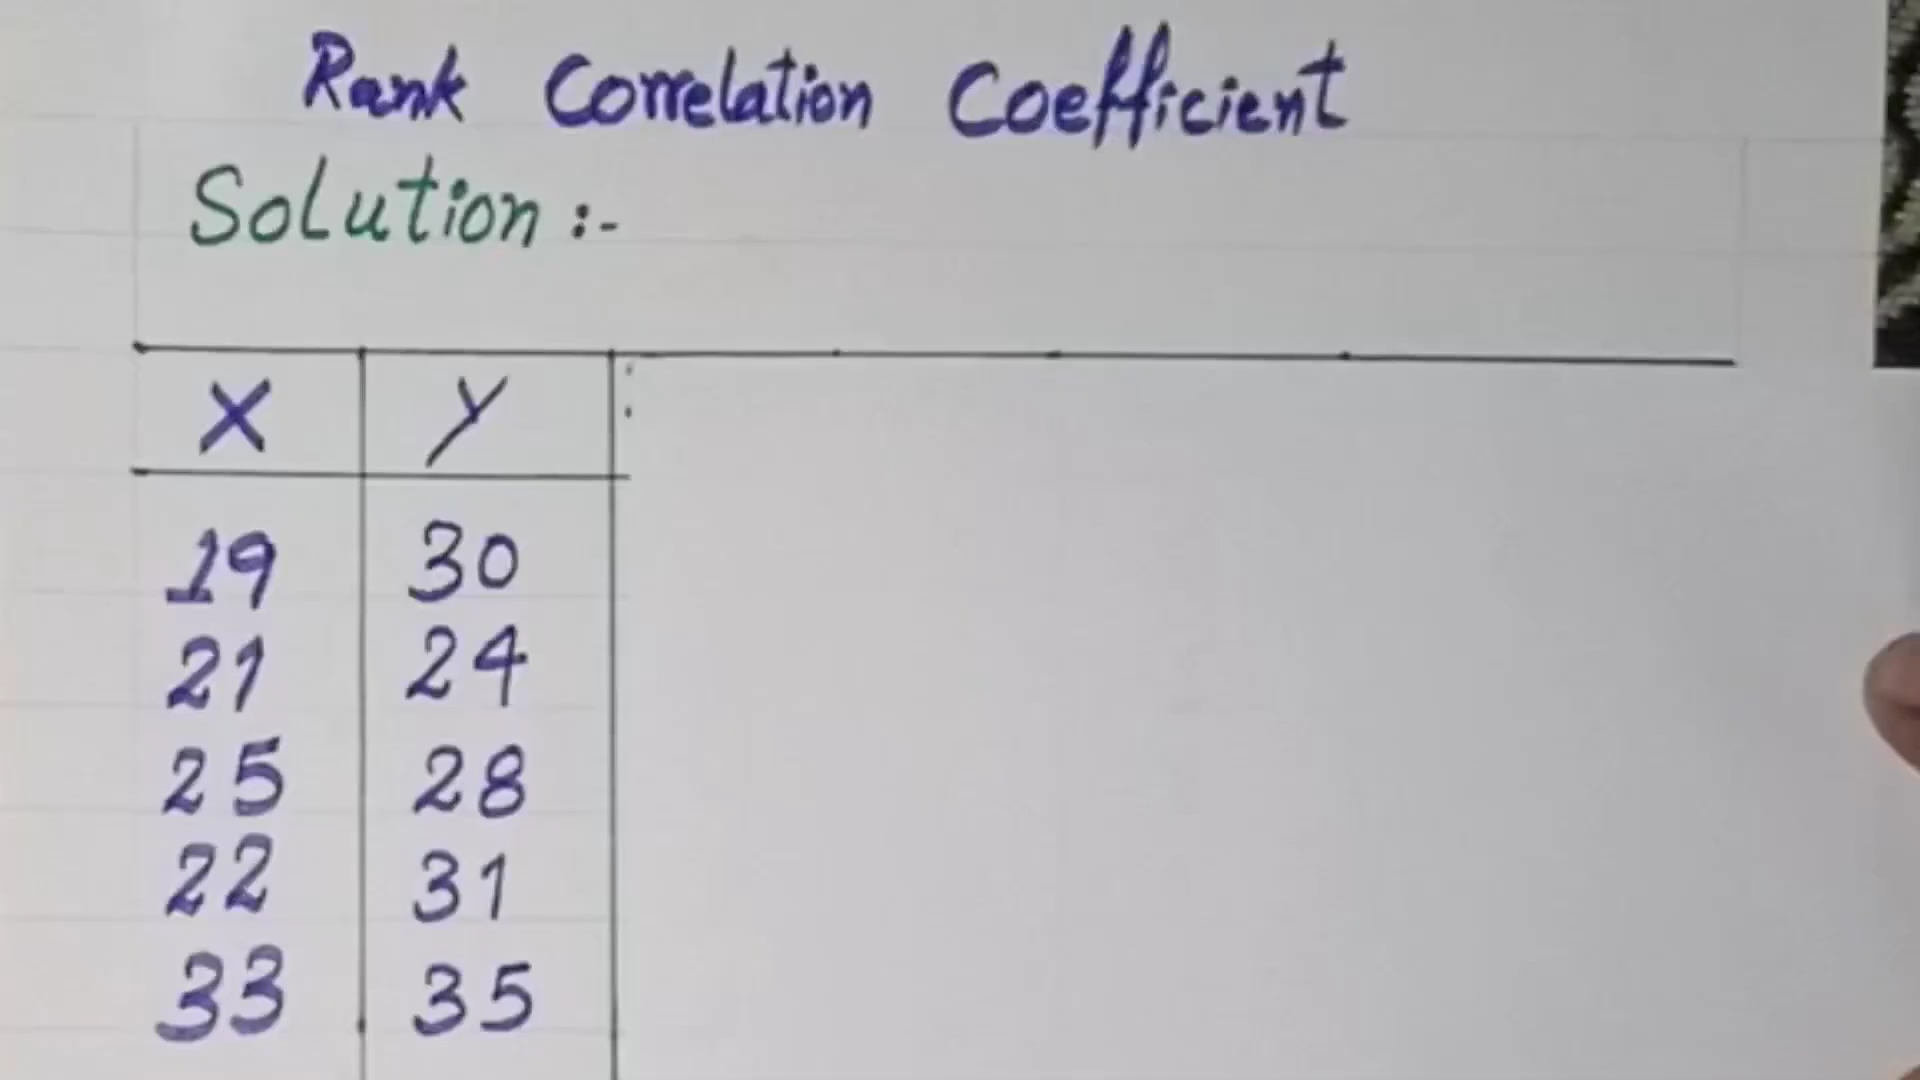 Rank Correlation Coefficient
Solution :-
X Y
19 30
21 24
25 28
22 31
33 35